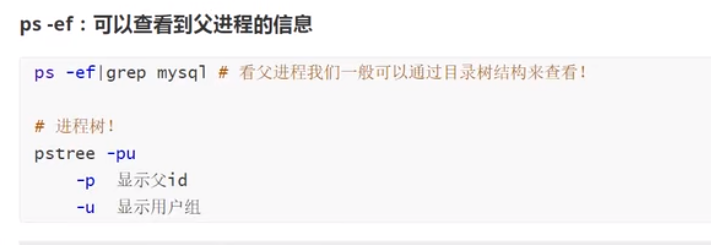 ps -ef：可以查看到父进程的信息
ps -ef|grep mysql # 看父进程我们一般可以通过目录树结构来查看！
# 进程树！
pstree -pu
-p 显示父id
-u 显示用户组